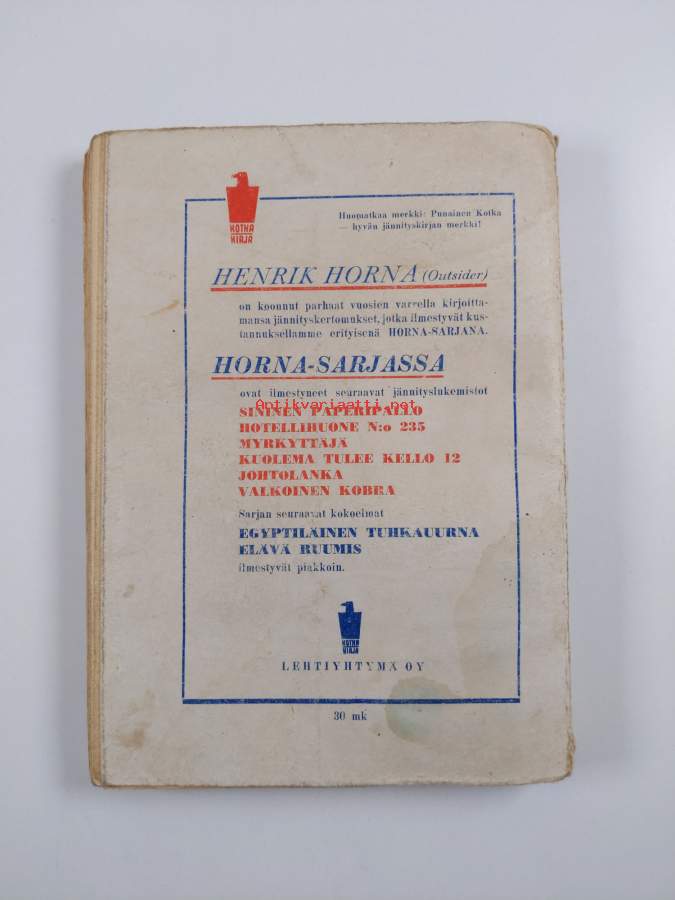 KOTKA
KIRJA
Huomatkaa merkki: Punainen Kotka
— hyvän jännityskirjan merkki!
HENRIK HORNA (Outsider)
on koonnut parhaat vuosien varrella kirjoitta-
mansa jännityskertomukset, jotka ilmestyvät kus-
tannuksellamme erityisenä HORNA-SARJANA.
HORNA-SARJASSA
ovat ilmestyneet seuraavat jännityslukemistot
Antikvariaatti.net
SININEN PAPERIPALLO
HOTELLIHUONE N:o 235
MYRKYTTÄJÄ
KUOLEMA TULEE KELLO 12
JOHTOLANKA
VALKOINEN KOBRA
Sarjan seuraavat kokoelmat
EGYPTILÄINEN TUHKAUURNA
ELÄVÄ RUUMIS
ilmestyvät piakkoin.
KOTKA
KIRJA
LEHTIYHTYMÄ OY
30 mk